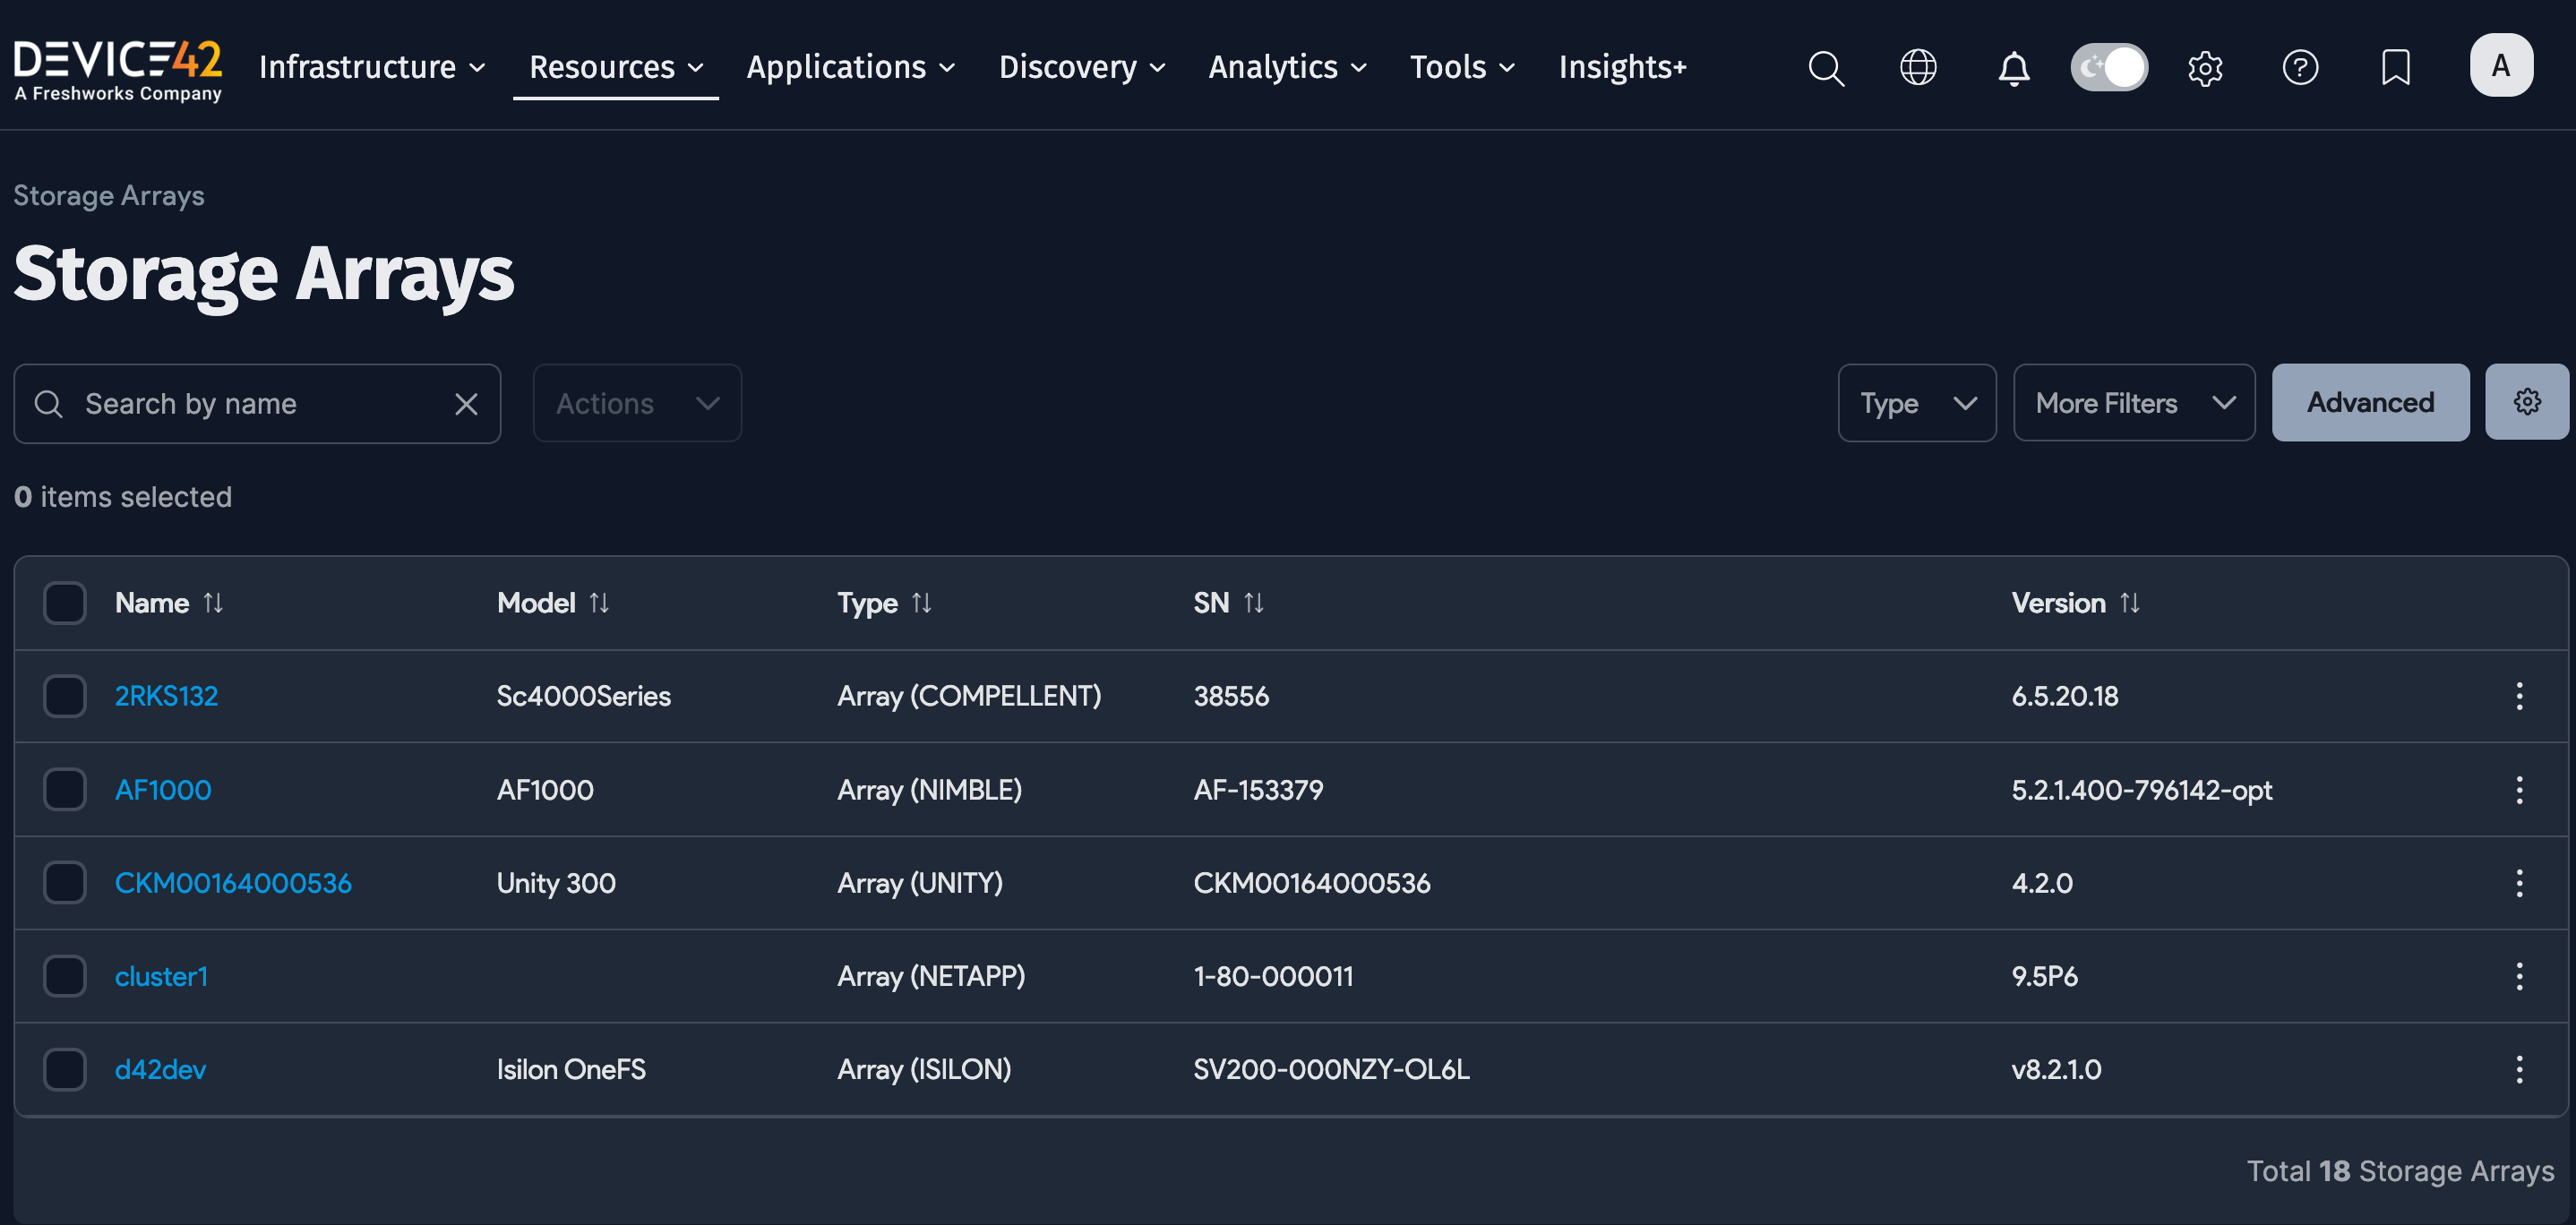 DEVICE42
A Freshworks Company
Infrastructure Resources Applications Discovery Analytics Tools Insights+
A
Storage Arrays
Storage Arrays
Search by name Actions Type More Filters Advanced
0 items selected
Name Model Type SN Version
2RKS132 Sc4000Series Array (COMPELLENT) 38556 6.5.20.18
AF1000 AF1000 Array (NIMBLE) AF-153379 5.2.1.400-796142-opt
CKM00164000536 Unity 300 Array (UNITY) CKM00164000536 4.2.0
cluster1 Array (NETAPP) 1-80-000011 9.5P6
d42dev Isilon OneFS Array (ISILON) SV200-000NZY-OL6L v8.2.1.0
Total 18 Storage Arrays